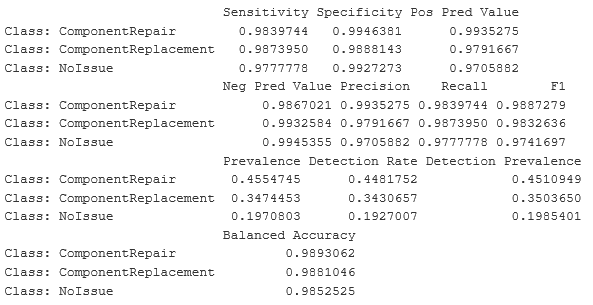 Sensitivity Specificity Pos Pred Value
Class: ComponentRepair 0.9839744 0.9946381 0.9935275
Class: ComponentReplacement 0.9873950 0.9888143 0.9791667
Class: NoIssue 0.9777778 0.9927273 0.9705882
Neg Pred Value Precision Recall F1
Class: ComponentRepair 0.9867021 0.9935275 0.9839744 0.9887279
Class: ComponentReplacement 0.9932584 0.9791667 0.9873950 0.9832636
Class: NoIssue 0.9945355 0.9705882 0.9777778 0.9741697
Prevalence Detection Rate Detection Prevalence
Class: ComponentRepair 0.4554745 0.4481752 0.4510949
Class: ComponentReplacement 0.3474453 0.3430657 0.3503650
Class: NoIssue 0.1970803 0.1927007 0.1985401
Balanced Accuracy
Class: ComponentRepair 0.9893062
Class: ComponentReplacement 0.9881046
Class: NoIssue 0.9852525